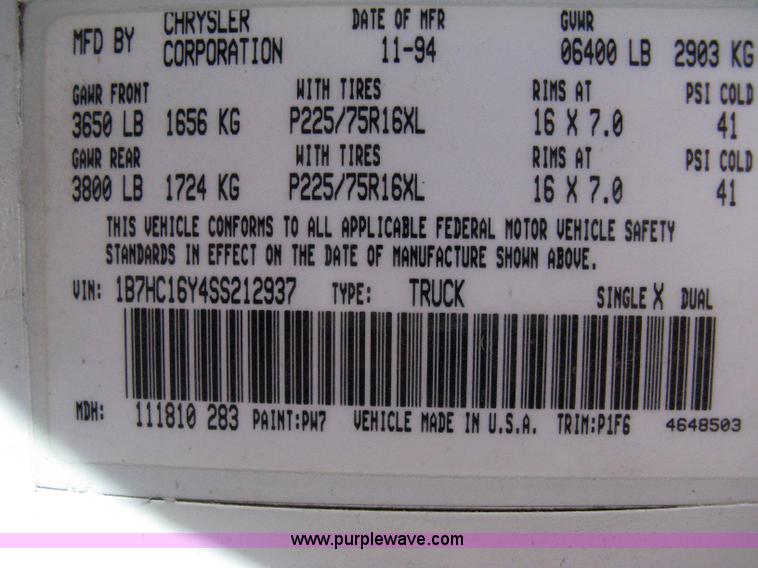 MFD BY CHRYSLER CORPORATION DATE OF MFR 11-94 GVWR 06400 LB 2903 KG
GAWR FRONT WITH TIRES RIMS AT PSI COLD
3650 LB 1656 KG P225/75R16XL 16 X 7.0 41
GAWR REAR WITH TIRES RIMS AT PSI COLD
3800 LB 1724 KG P225/75R16XL 16 X 7.0 41
THIS VEHICLE CONFORMS TO ALL APPLICABLE FEDERAL MOTOR VEHICLE SAFETY
STANDARDS IN EFFECT ON THE DATE OF MANUFACTURE SHOWN ABOVE.
VIN: 1B7HC16Y4SS212937 TYPE: TRUCK SINGLE X DUAL
MDH: 111810 283 PAINT:PW7 VEHICLE MADE IN U.S.A. TRIM:P1F6 4648503
www.purplewave.com